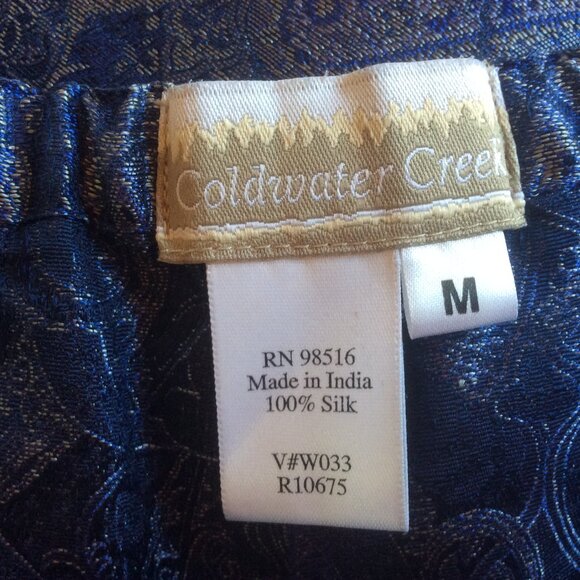 Coldwater Creek
M
RN 98516
Made in India
100% Silk
V#W033
R10675